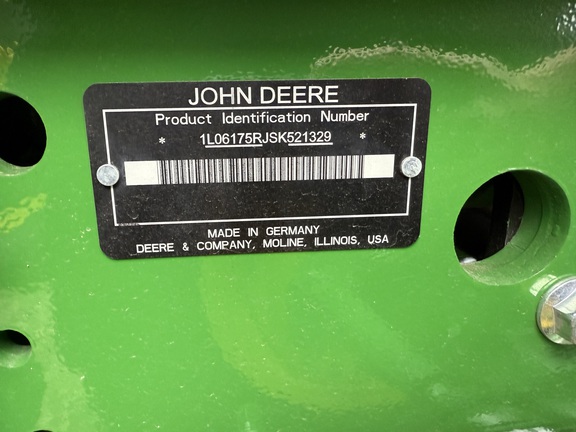 JOHN DEERE
Product Identification Number
* 1L06175RJSK521329 *
MADE IN GERMANY
DEERE & COMPANY, MOLINE, ILLINOIS, USA